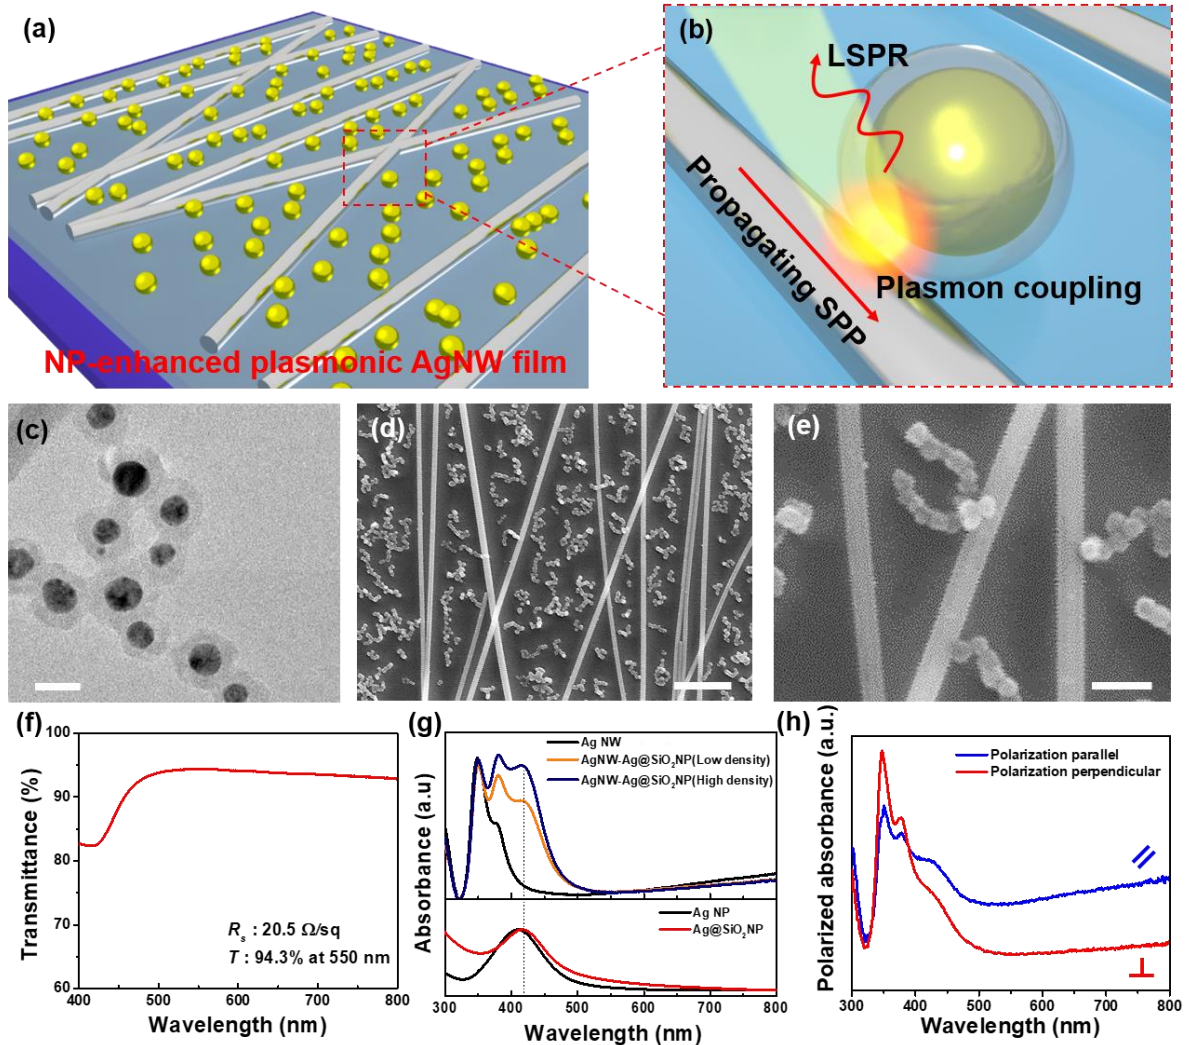 (a)
NP-enhanced plasmonic AgNW film
(b)
LSPR
Propagating SPP
Plasmon coupling
(c)
(d)
(e)
(f)
Transmittance (%)
100
90
80
70
60
R_s : 20.5 Ω/sq
T : 94.3% at 550 nm
400 500 600 700 800
Wavelength (nm)
(g)
Absorbance (a.u)
Ag NW
AgNW-Ag@SiO₂NP(Low density)
AgNW-Ag@SiO₂NP(High density)
Ag NP
Ag@SiO₂NP
300 400 500 600 700 800
Wavelength (nm)
(h)
Polarized absorbance (a.u.)
Polarization parallel
Polarization perpendicular
//
⊥
300 400 500 600 700 800
Wavelength (nm)